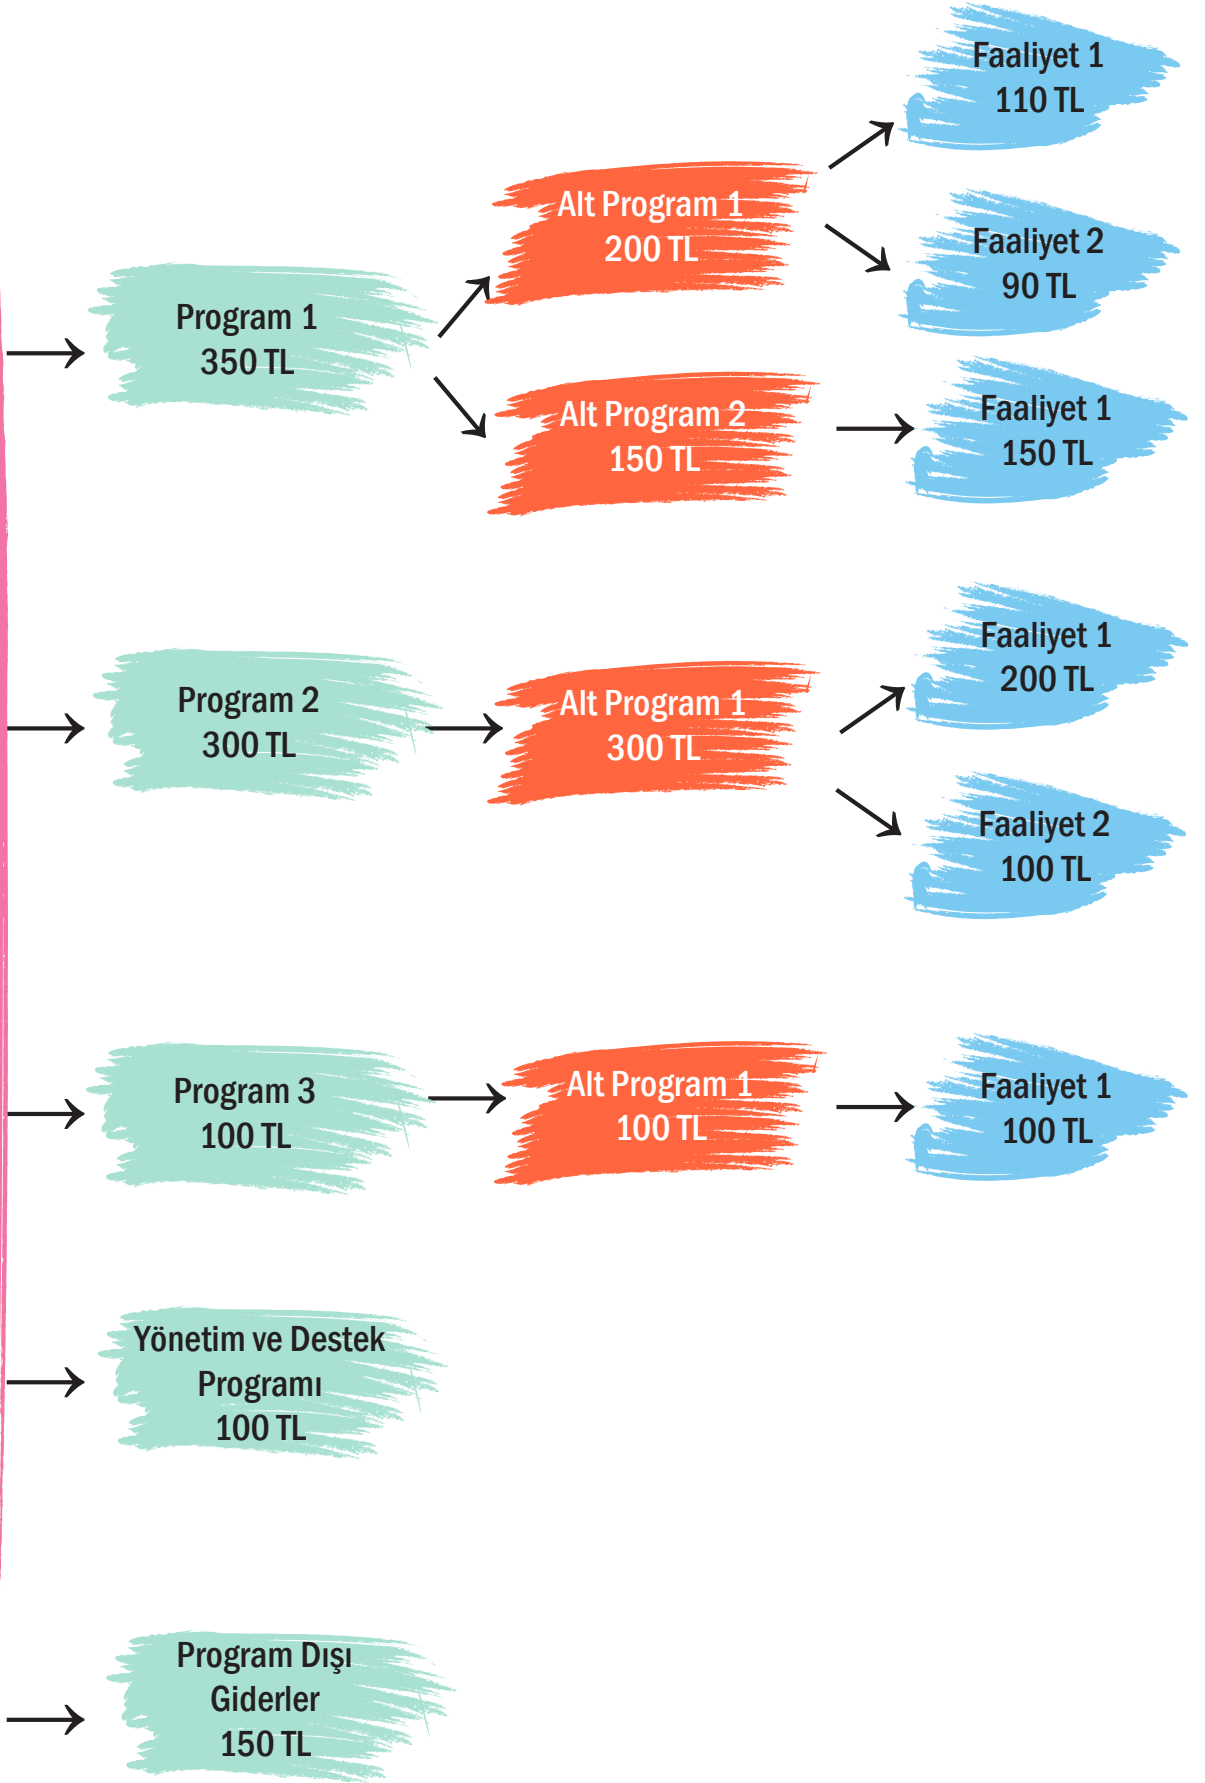 Faaliyet 1
110 TL
Alt Program 1
200 TL
Faaliyet 2
90 TL
Program 1
350 TL
Alt Program 2
150 TL
Faaliyet 1
150 TL
Faaliyet 1
200 TL
Program 2
300 TL
Alt Program 1
300 TL
Faaliyet 2
100 TL
Program 3
100 TL
Alt Program 1
100 TL
Faaliyet 1
100 TL
Yönetim ve Destek
Programı
100 TL
Program Dışı
Giderler
150 TL